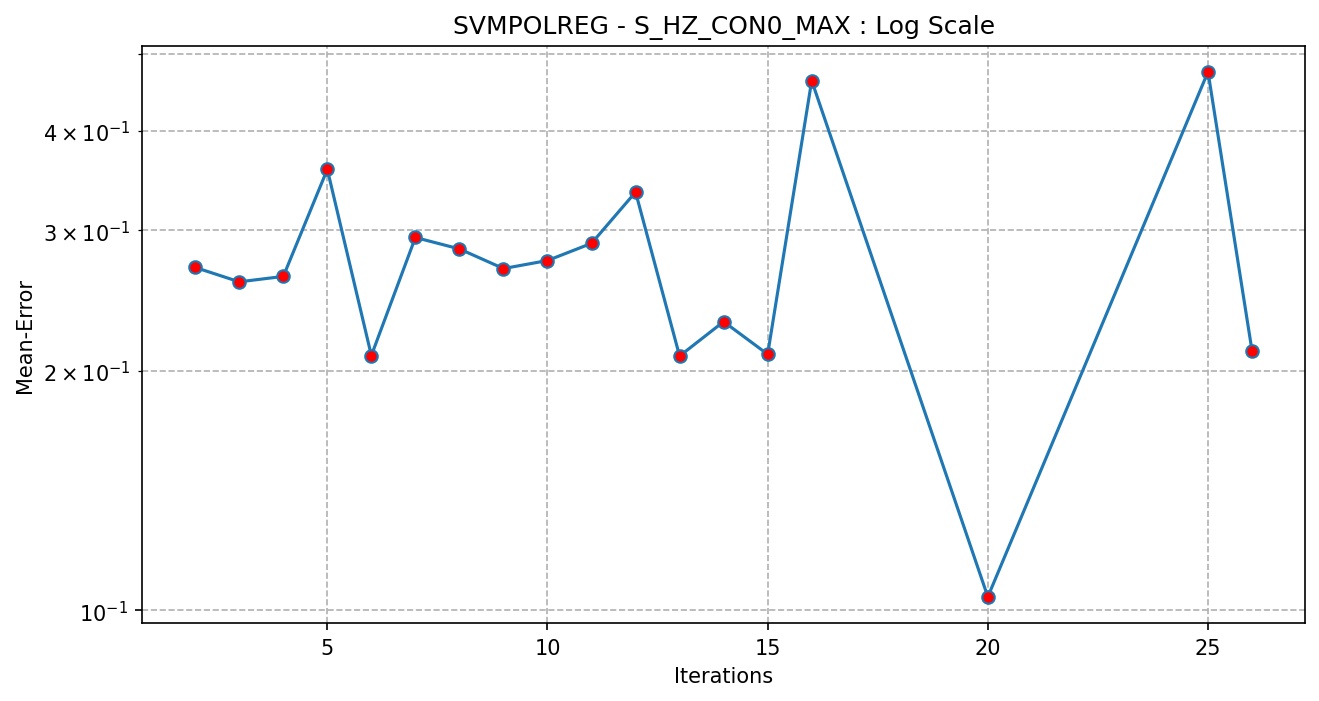 SVMPOLREG - S_HZ_CON0_MAX : Log Scale
Mean-Error
4 × 10⁻¹
3 × 10⁻¹
2 × 10⁻¹
10⁻¹
5 10 15 20 25
Iterations